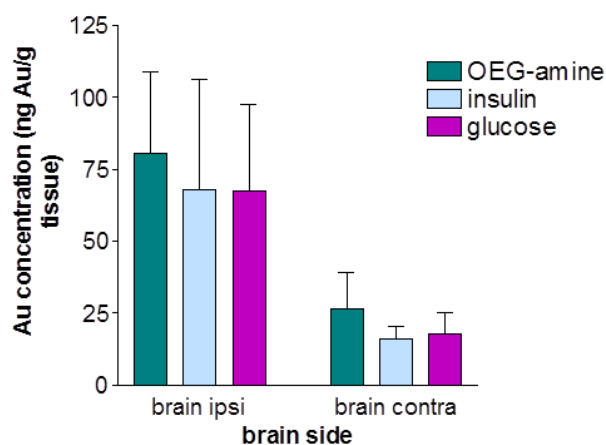 Au concentration (ng Au/g
tissue)
125
100
75
50
25
0
OEG-amine
insulin
glucose
brain ipsi
brain contra
brain side